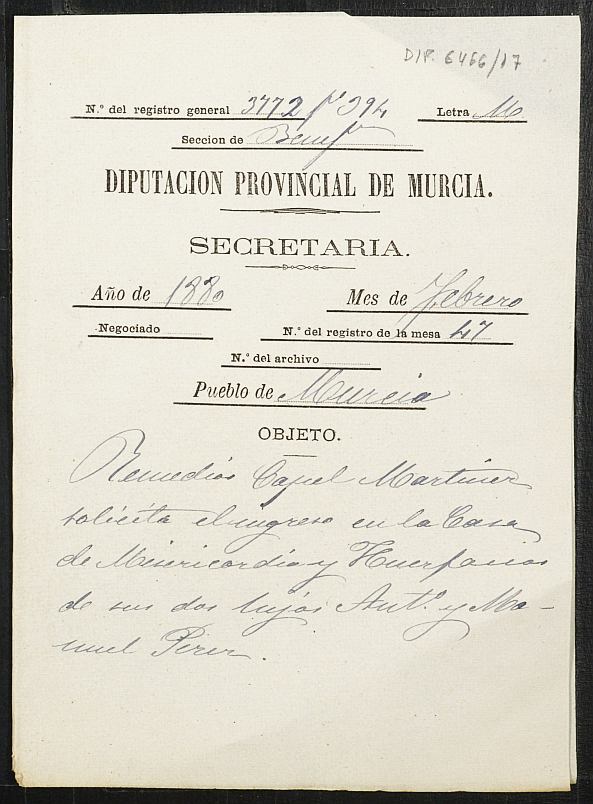 DIP. 6466/17
N.º del registro general 3772 fº 394 Letra M.
Seccion de Benefª
DIPUTACION PROVINCIAL DE MURCIA.
SECRETARIA.
Año de 1880 Mes de Febrero
Negociado N.º del registro de la mesa 47
N.º del archivo
Pueblo de Murcia
OBJETO.
Remedios Capel Martinez
solicita el ingreso en la Casa
de Misericordia y Huerfanos
de sus dos hijos Ant.º y Ma-
nuel Perez.